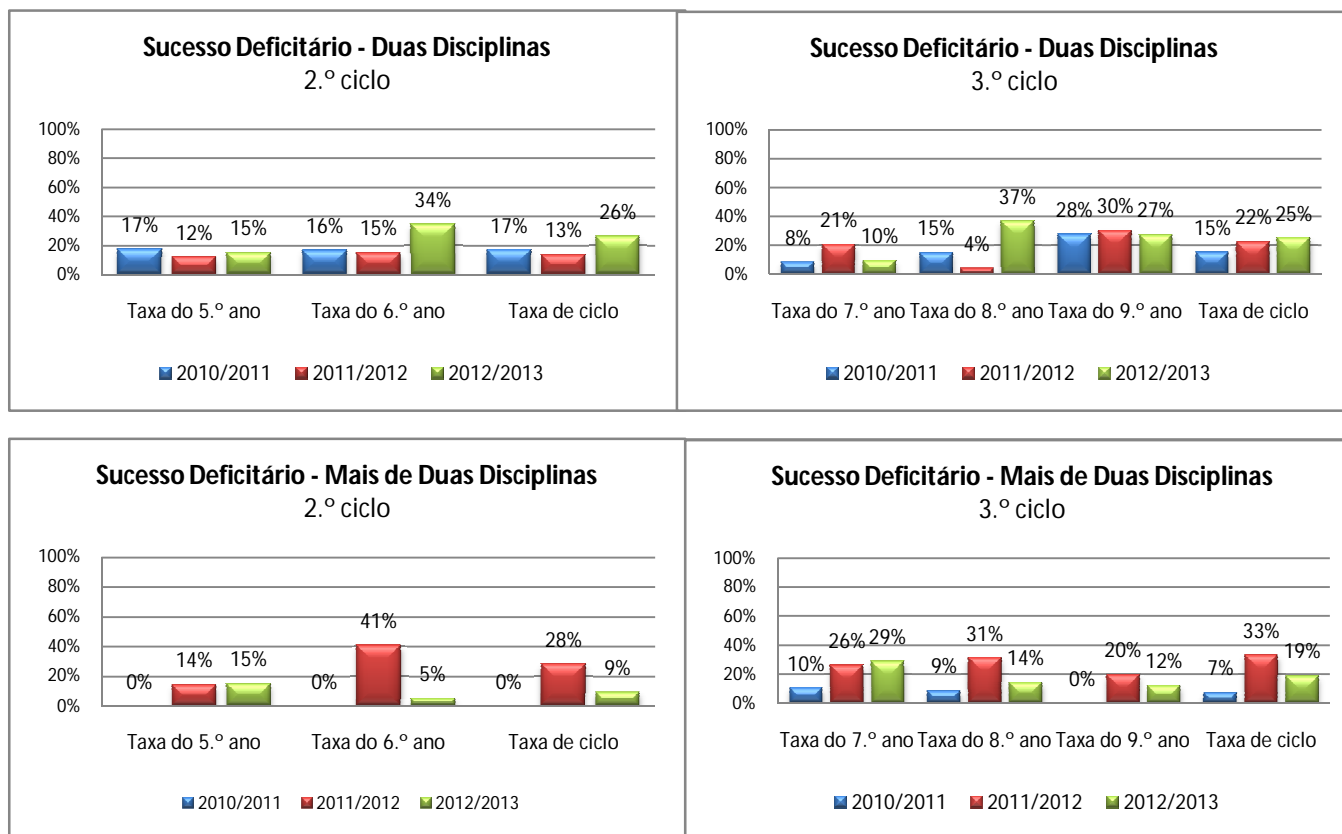 Sucesso Deficitário - Duas Disciplinas
2.º ciclo
100%
80%
60%
40%
20%
0%
17% 12% 15%
16% 15% 34%
17% 13% 26%
Taxa do 5.º ano Taxa do 6.º ano Taxa de ciclo
2010/2011 2011/2012 2012/2013
Sucesso Deficitário - Duas Disciplinas
3.º ciclo
100%
80%
60%
40%
20%
0%
8% 21% 10%
15% 4% 37%
28% 30% 27%
15% 22% 25%
Taxa do 7.º ano Taxa do 8.º ano Taxa do 9.º ano Taxa de ciclo
2010/2011 2011/2012 2012/2013
Sucesso Deficitário - Mais de Duas Disciplinas
2.º ciclo
100%
80%
60%
40%
20%
0%
0% 14% 15%
0% 41% 5%
0% 28% 9%
Taxa do 5.º ano Taxa do 6.º ano Taxa de ciclo
2010/2011 2011/2012 2012/2013
Sucesso Deficitário - Mais de Duas Disciplinas
3.º ciclo
100%
80%
60%
40%
20%
0%
10% 26% 29%
9% 31% 14%
0% 20% 12%
7% 33% 19%
Taxa do 7.º ano Taxa do 8.º ano Taxa do 9.º ano Taxa de ciclo
2010/2011 2011/2012 2012/2013